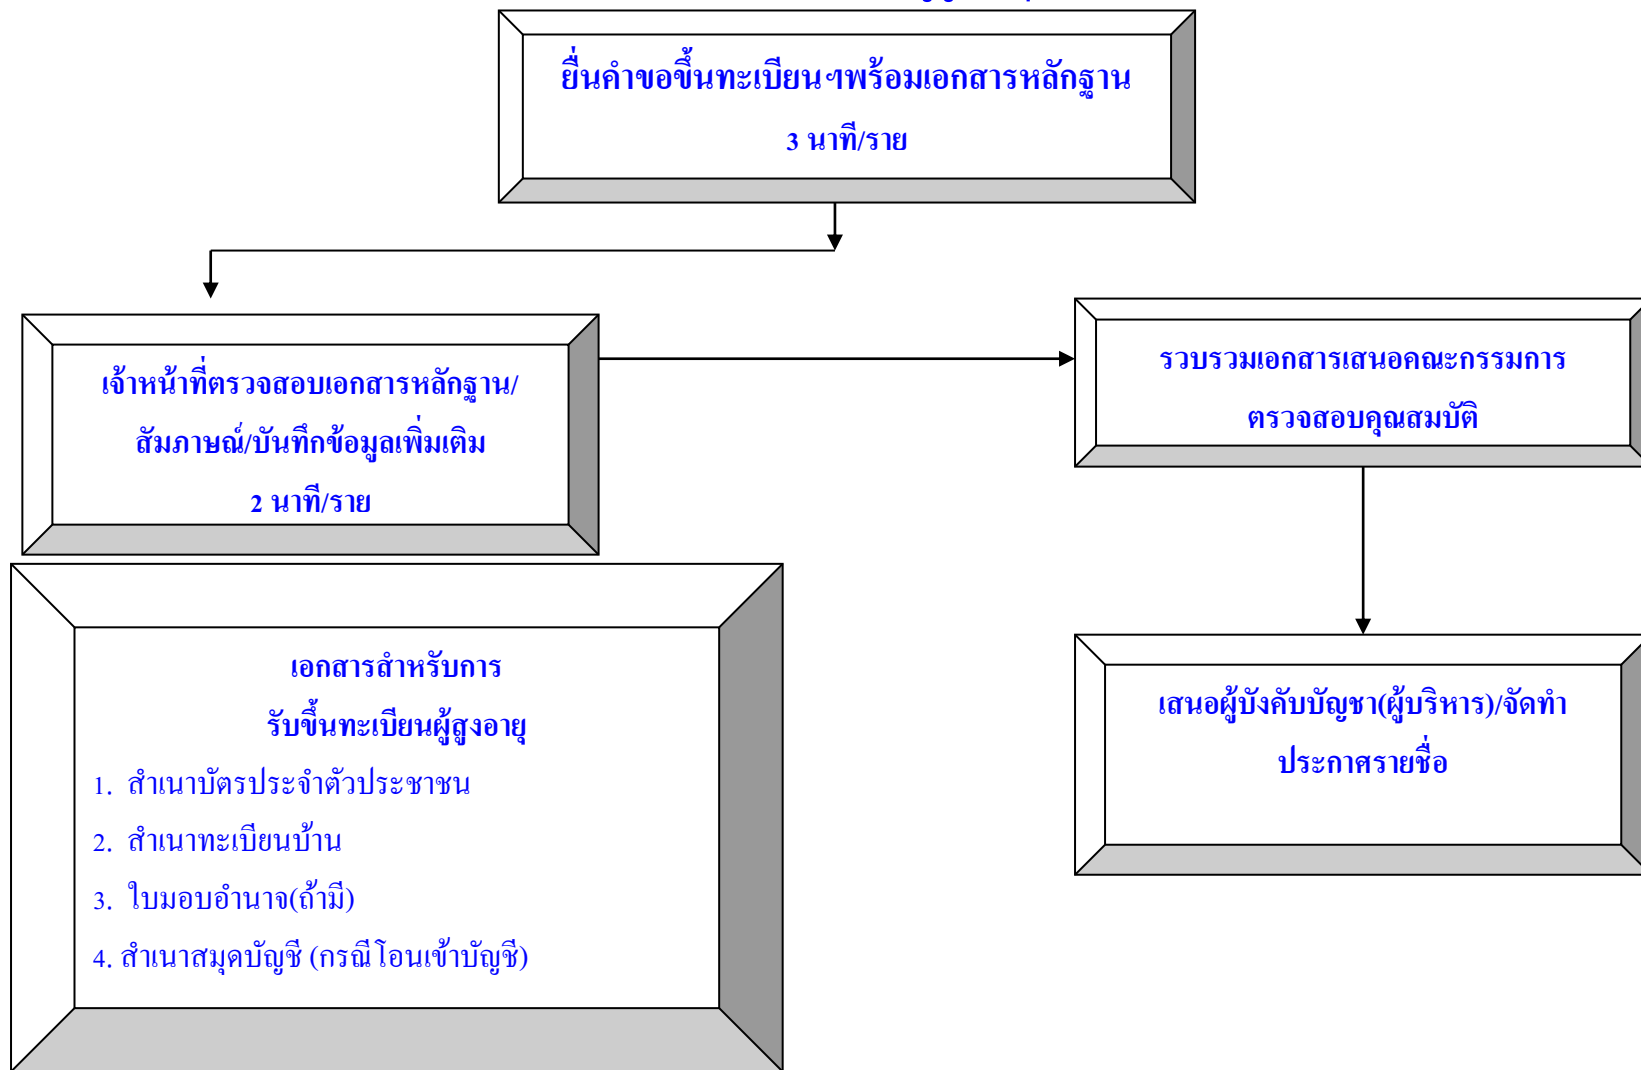 ยื่นคำขอขึ้นทะเบียนฯพร้อมเอกสารหลักฐาน
3 นาที/ราย
เจ้าหน้าที่ตรวจสอบเอกสารหลักฐาน/
สัมภาษณ์/บันทึกข้อมูลเพิ่มเติม
2 นาที/ราย
รวบรวมเอกสารเสนอคณะกรรมการ
ตรวจสอบคุณสมบัติ
เอกสารสำหรับการ
รับขึ้นทะเบียนผู้สูงอายุ
1. สำเนาบัตรประจำตัวประชาชน
2. สำเนาทะเบียนบ้าน
3. ใบมอบอำนาจ(ถ้ามี)
4. สำเนาสมุดบัญชี (กรณีโอนเข้าบัญชี)
เสนอผู้บังคับบัญชา(ผู้บริหาร)/จัดทำ
ประกาศรายชื่อ